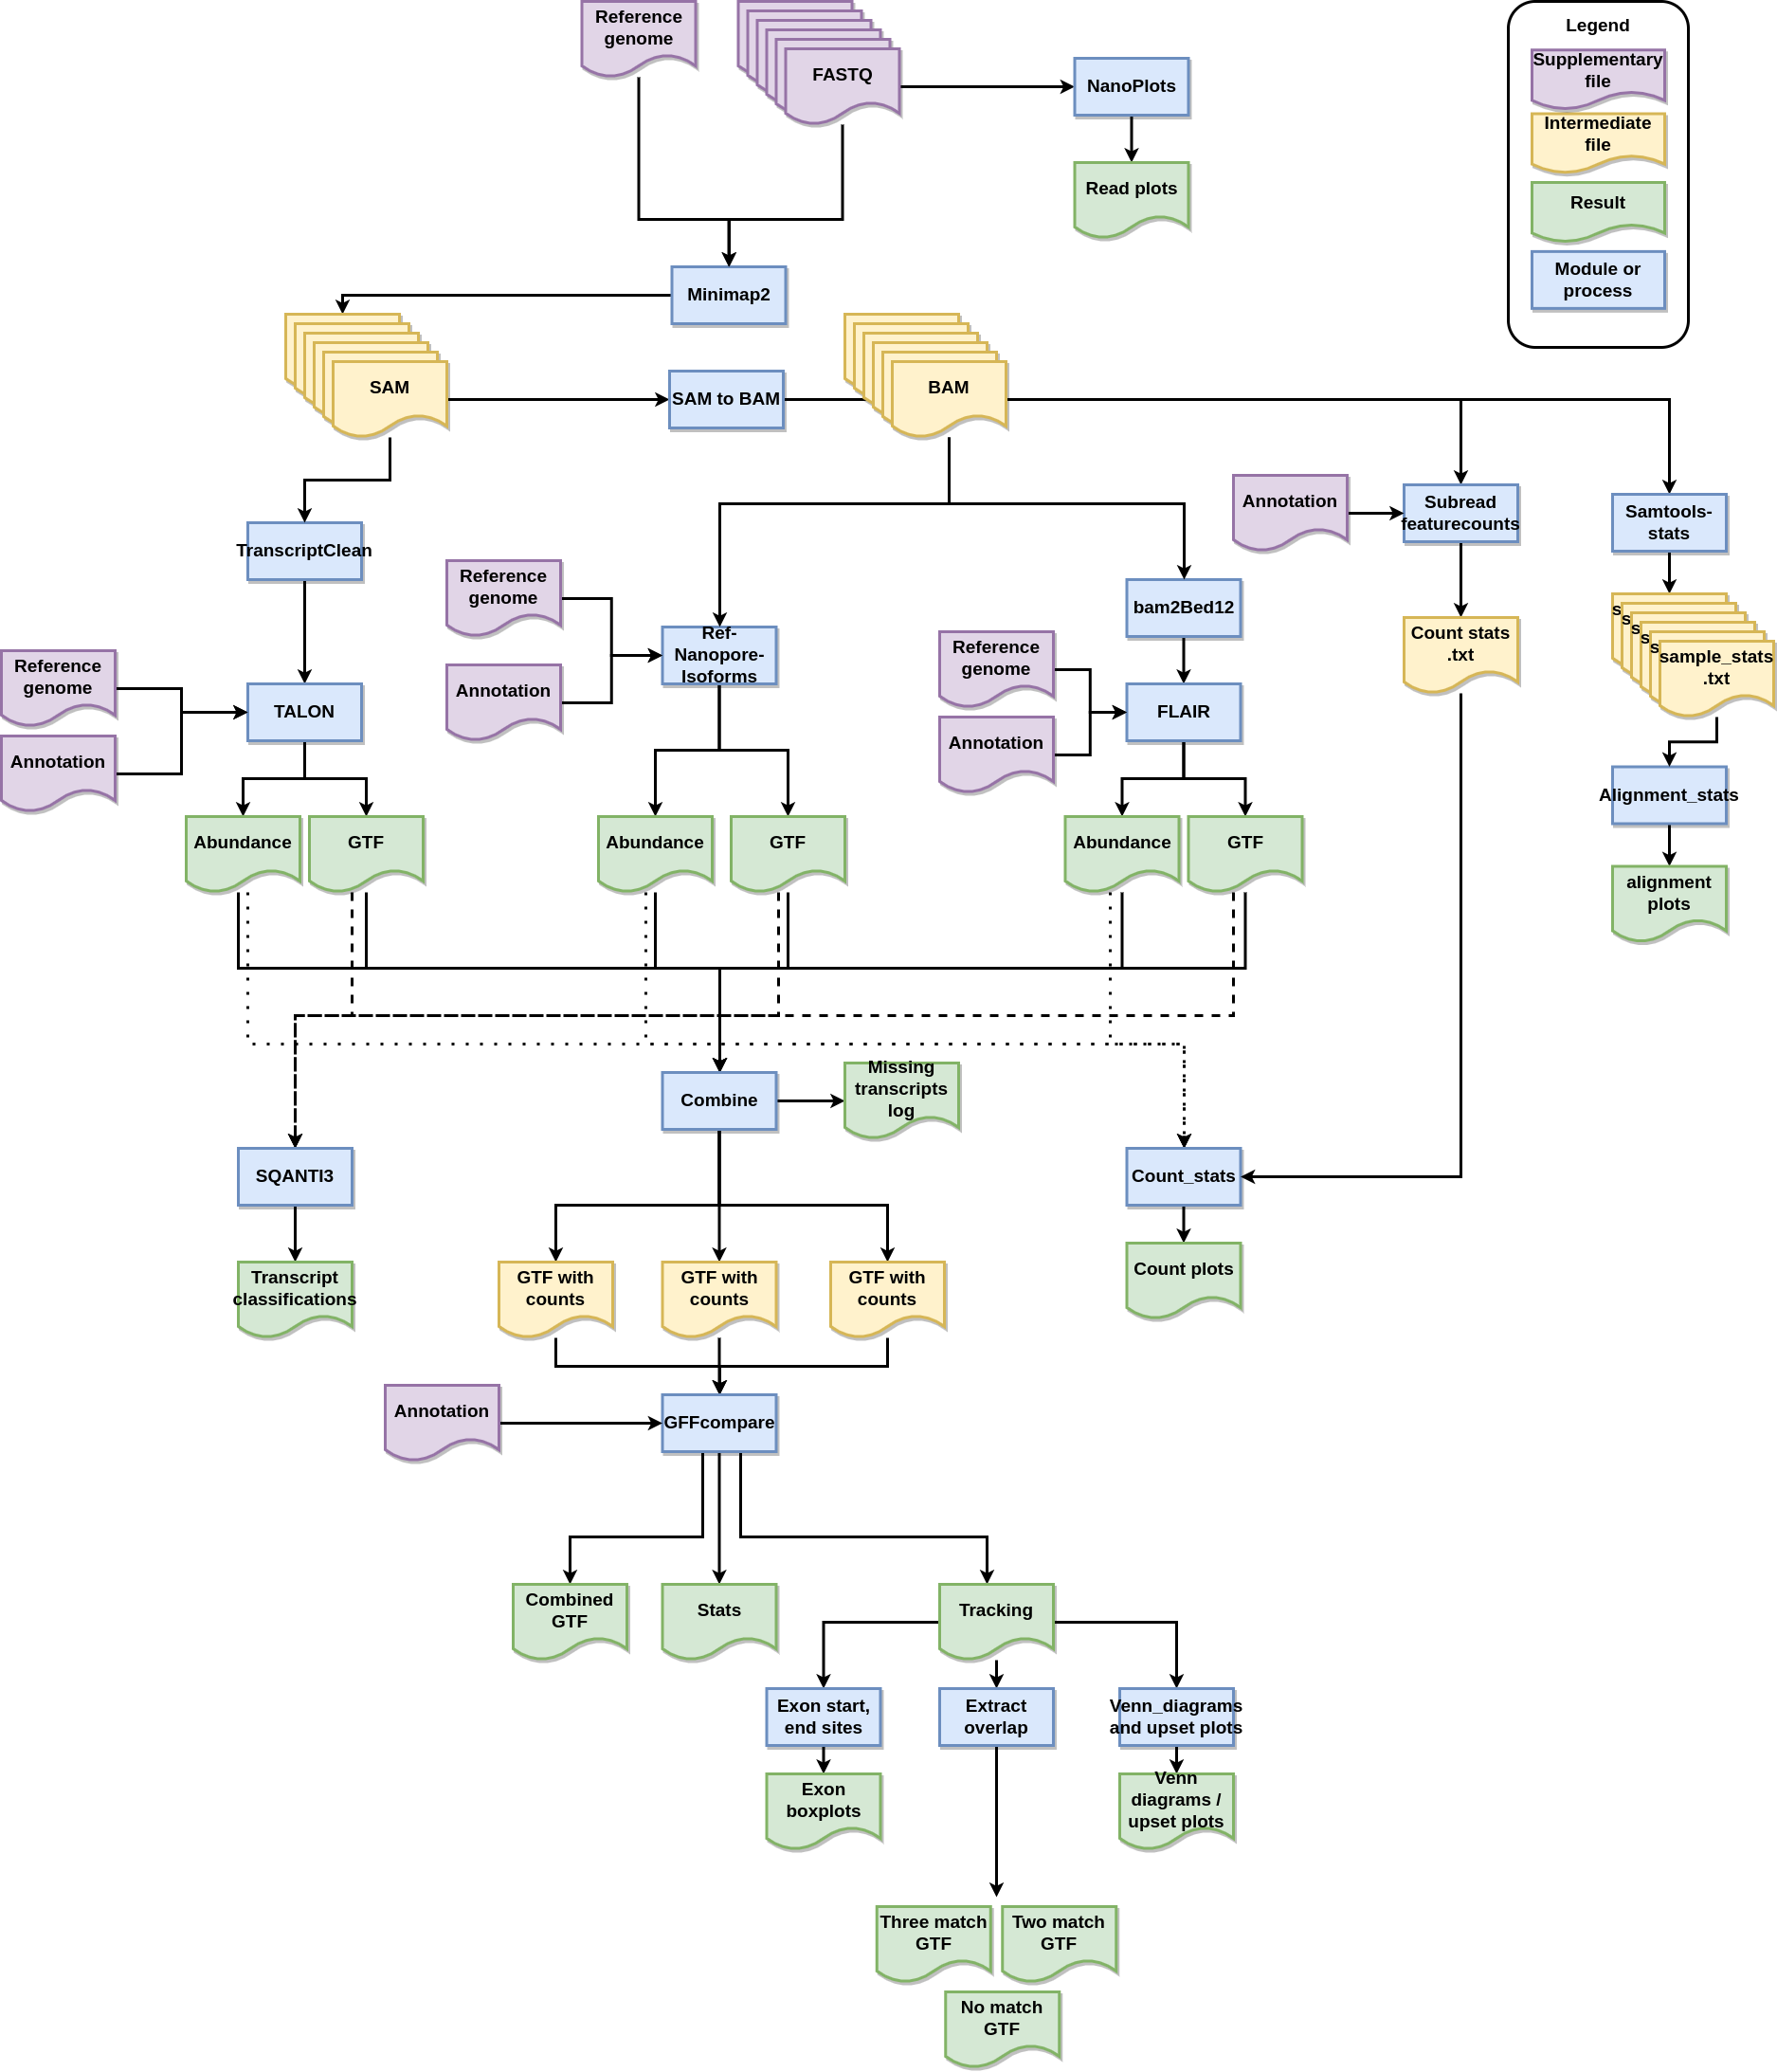 Reference
genome
FASTQ
NanoPlots
Read plots
Legend
Supplementary
file
Intermediate
file
Result
Module or
process
Minimap2
SAM
SAM to BAM
BAM
Annotation
Subread
featurecounts
Samtools-
stats
TranscriptClean
Reference
genome
Annotation
Ref-
Nanopore-
Isoforms
bam2Bed12
Reference
genome
Annotation
FLAIR
Count stats
.txt
s
s
s
s
s
sample_stats
.txt
Reference
genome
Annotation
TALON
Alignment_stats
Abundance
GTF
Abundance
GTF
Abundance
GTF
alignment
plots
Combine
Missing
transcripts
log
SQANTI3
Count_stats
Transcript
classifications
GTF with
counts
GTF with
counts
GTF with
counts
Count plots
Annotation
GFFcompare
Combined
GTF
Stats
Tracking
Exon start,
end sites
Extract
overlap
Venn_diagrams
and upset plots
Exon
boxplots
Venn
diagrams /
upset plots
Three match
GTF
Two match
GTF
No match
GTF